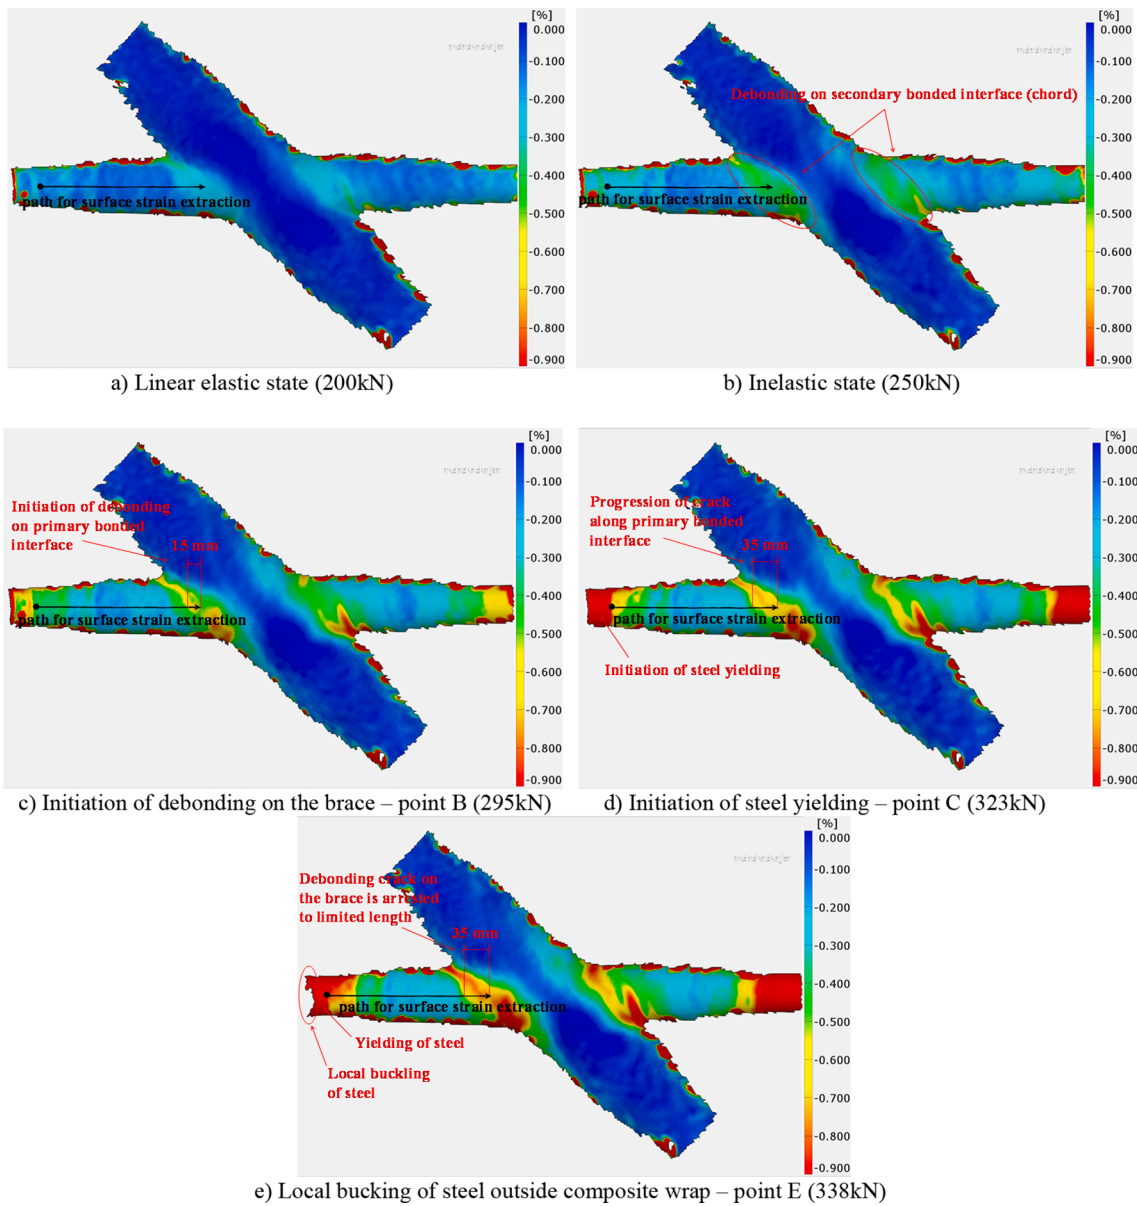 [%]
0.000
-0.100
-0.200
-0.300
-0.400
-0.500
-0.600
-0.700
-0.800
-0.900
path for surface strain extraction
a) Linear elastic state (200kN)
[%]
0.000
-0.100
-0.200
-0.300
-0.400
-0.500
-0.600
-0.700
-0.800
-0.900
Debonding on secondary bonded interface (chord)
path for surface strain extraction
b) Inelastic state (250kN)
[%]
0.000
-0.100
-0.200
-0.300
-0.400
-0.500
-0.600
-0.700
-0.800
-0.900
Initiation of debonding
on primary bonded
interface
15 mm
path for surface strain extraction
c) Initiation of debonding on the brace – point B (295kN)
[%]
0.000
-0.100
-0.200
-0.300
-0.400
-0.500
-0.600
-0.700
-0.800
-0.900
Progression of crack
along primary bonded
interface
35 mm
path for surface strain extraction
Initiation of steel yielding
d) Initiation of steel yielding – point C (323kN)
[%]
0.000
-0.100
-0.200
-0.300
-0.400
-0.500
-0.600
-0.700
-0.800
-0.900
Debonding crack on
the brace is arrested
to limited length
35 mm
path for surface strain extraction
Yielding of steel
Local buckling
of steel
e) Local bucking of steel outside composite wrap – point E (338kN)